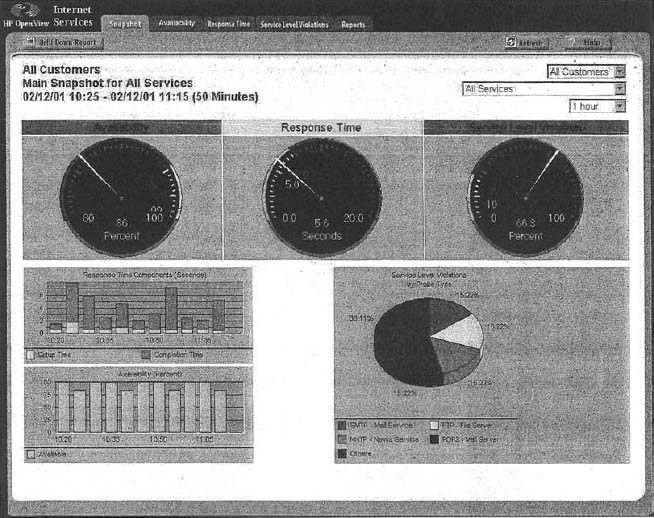 Internet
HP OpenView Services Snapshot Availability Response Time Service Level Violations Reports
Drill Down Report Refresh Help
All Customers All Customers
Main Snapshot for All Services All Services
02/12/01 10:25 - 02/12/01 11:15 (50 Minutes) 1 hour
Availability Response Time Service Level Violations
5.0
80 86 100 0.0 5.6 20.0 0 66.3 100
Percent Seconds Percent
Response Time Components (Seconds)
10:20 10:35 10:50 11:05
Setup Time Completion Time
Availability (Percent)
100
75
50
25
0
10:20 10:35 10:50 11:05
Available
Service Level Violations
by Probe Type
15.22%
15.22%
15.22%
SMTP - Mail Service FTP - File Server
NNTP - News Service POP3 - Mail Server
Others